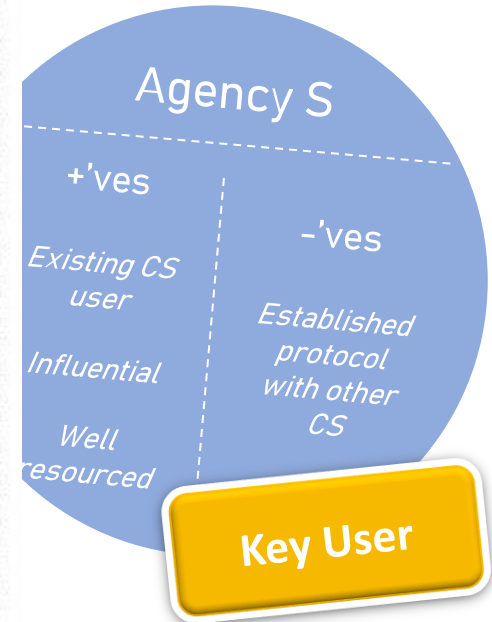 Agency S
+'ves
Existing CS
user
Influential
Well
resourced
-'ves
Established
protocol
with other
CS
Key User